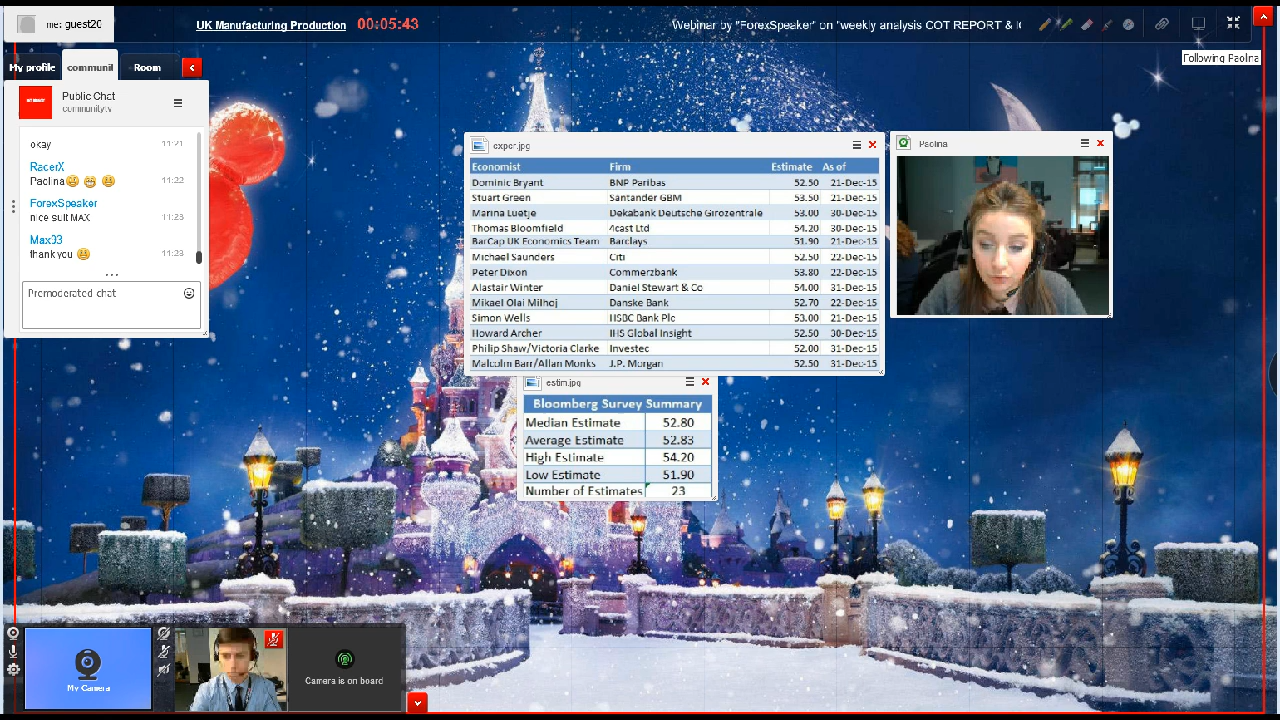 me: guest20
UK Manufacturing Production 00:05:43
Webinar by "ForexSpeaker" on "weekly analysis COT REPORT &
Following Paolina
My profile communit Room
Public Chat
communitytv
okay 11:21
RacerX
Paolina 11:22
ForexSpeaker
nice suit MAX 11:23
Max93
thank you 11:23
...
Premoderated chat
exper.jpg
Economist Firm Estimate As of
Dominic Bryant BNP Paribas 52.50 21-Dec-15
Stuart Green Santander GBM 53.50 21-Dec-15
Marina Luetje Dekabank Deutsche Girozentrale 53.00 30-Dec-15
Thomas Bloomfield 4cast Ltd 54.20 30-Dec-15
BarCap UK Economics Team Barclays 51.90 21-Dec-15
Michael Saunders Citi 52.50 22-Dec-15
Peter Dixon Commerzbank 53.80 22-Dec-15
Alastair Winter Daniel Stewart & Co 54.00 31-Dec-15
Mikael Olai Milhoj Danske Bank 52.70 22-Dec-15
Simon Wells HSBC Bank Plc 53.00 21-Dec-15
Howard Archer IHS Global Insight 52.50 30-Dec-15
Philip Shaw/Victoria Clarke Investec 52.00 31-Dec-15
Malcolm Barr/Allan Monks J.P. Morgan 52.50 31-Dec-15
Paolina
estim.jpg
Bloomberg Survey Summary
Median Estimate 52.80
Average Estimate 52.83
High Estimate 54.20
Low Estimate 51.90
Number of Estimates 23
My Camera
Camera is on board